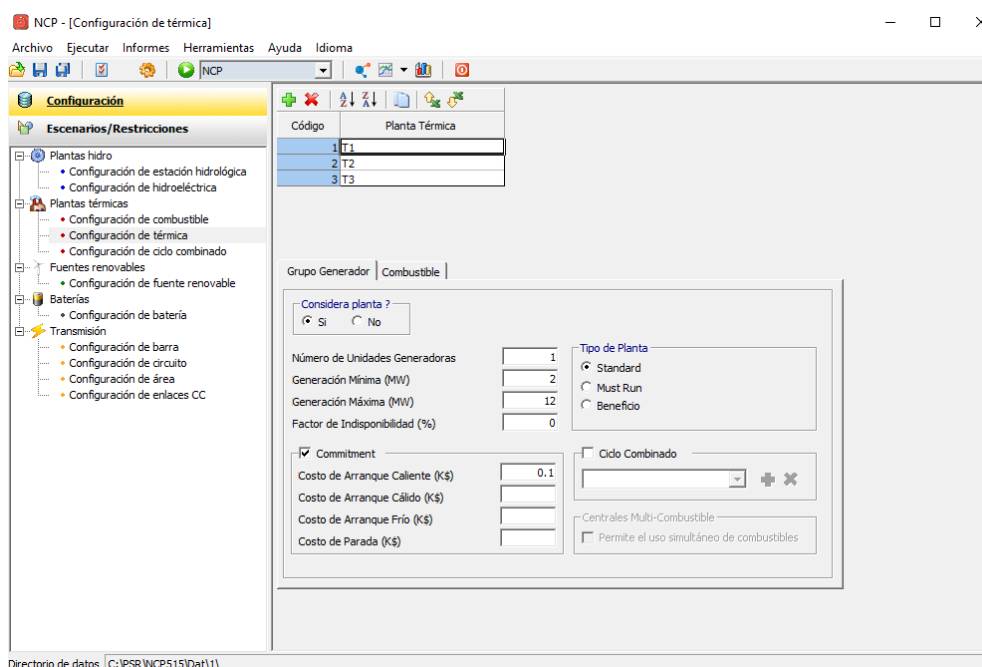 NCP - [Configuración de térmica]
Archivo Ejecutar Informes Herramientas Ayuda Idioma
NCP
Configuración
Escenarios/Restricciones
Plantas hidro
Configuración de estación hidrológica
Configuración de hidroeléctrica
Plantas térmicas
Configuración de combustible
Configuración de térmica
Configuración de ciclo combinado
Fuentes renovables
Configuración de fuente renovable
Baterías
Configuración de batería
Transmisión
Configuración de barra
Configuración de circuito
Configuración de área
Configuración de enlaces CC
Código Planta Térmica
1 T1
2 T2
3 T3
Grupo Generador Combustible
Considera planta ?
Si No
Número de Unidades Generadoras 1
Generación Mínima (MW) 2
Generación Máxima (MW) 12
Factor de Indisponibilidad (%) 0
Tipo de Planta
Standard
Must Run
Beneficio
Commitment
Costo de Arranque Caliente (K$) 0.1
Costo de Arranque Cálido (K$)
Costo de Arranque Frío (K$)
Costo de Parada (K$)
Ciclo Combinado
Centrales Multi-Combustible
Permite el uso simultáneo de combustibles
Directorio de datos C:\PSR\NCP515\Dat\1\